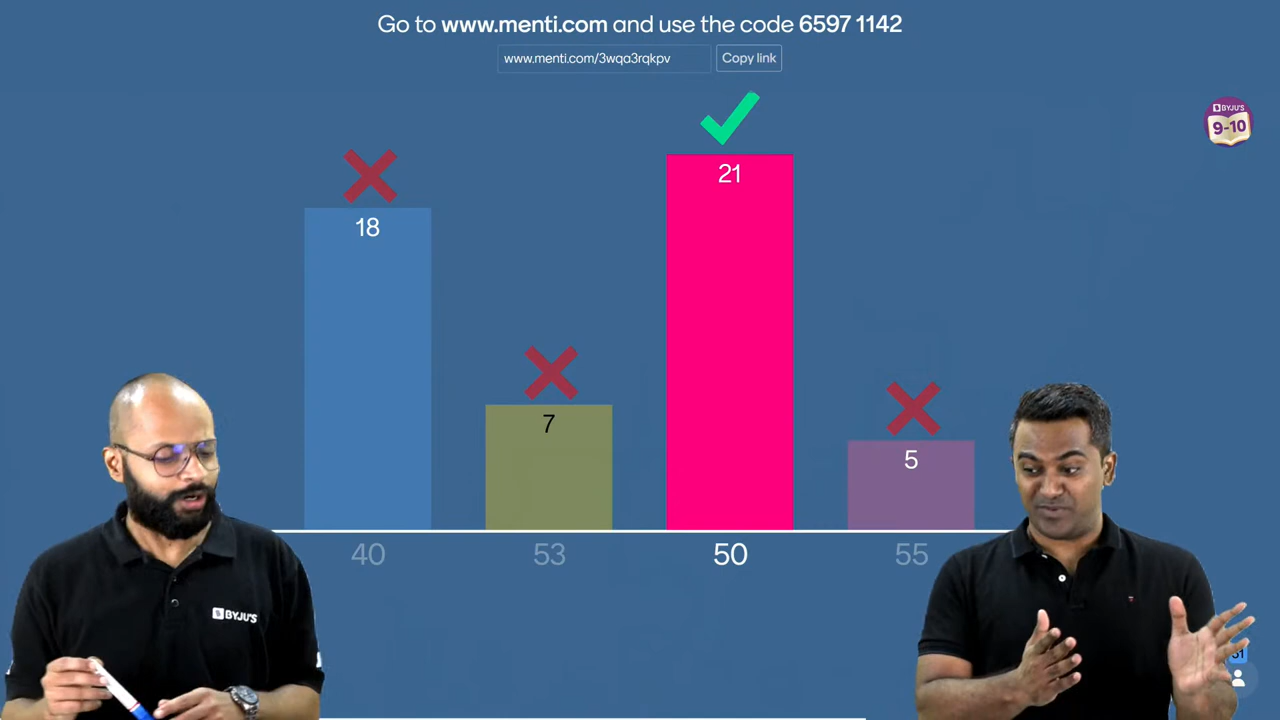 Go to www.menti.com and use the code 6597 1142
www.menti.com/3wqa3rqkpv
Copy link
BYJU'S
9-10
18
7
21
5
40
53
50
55
BYJU'S